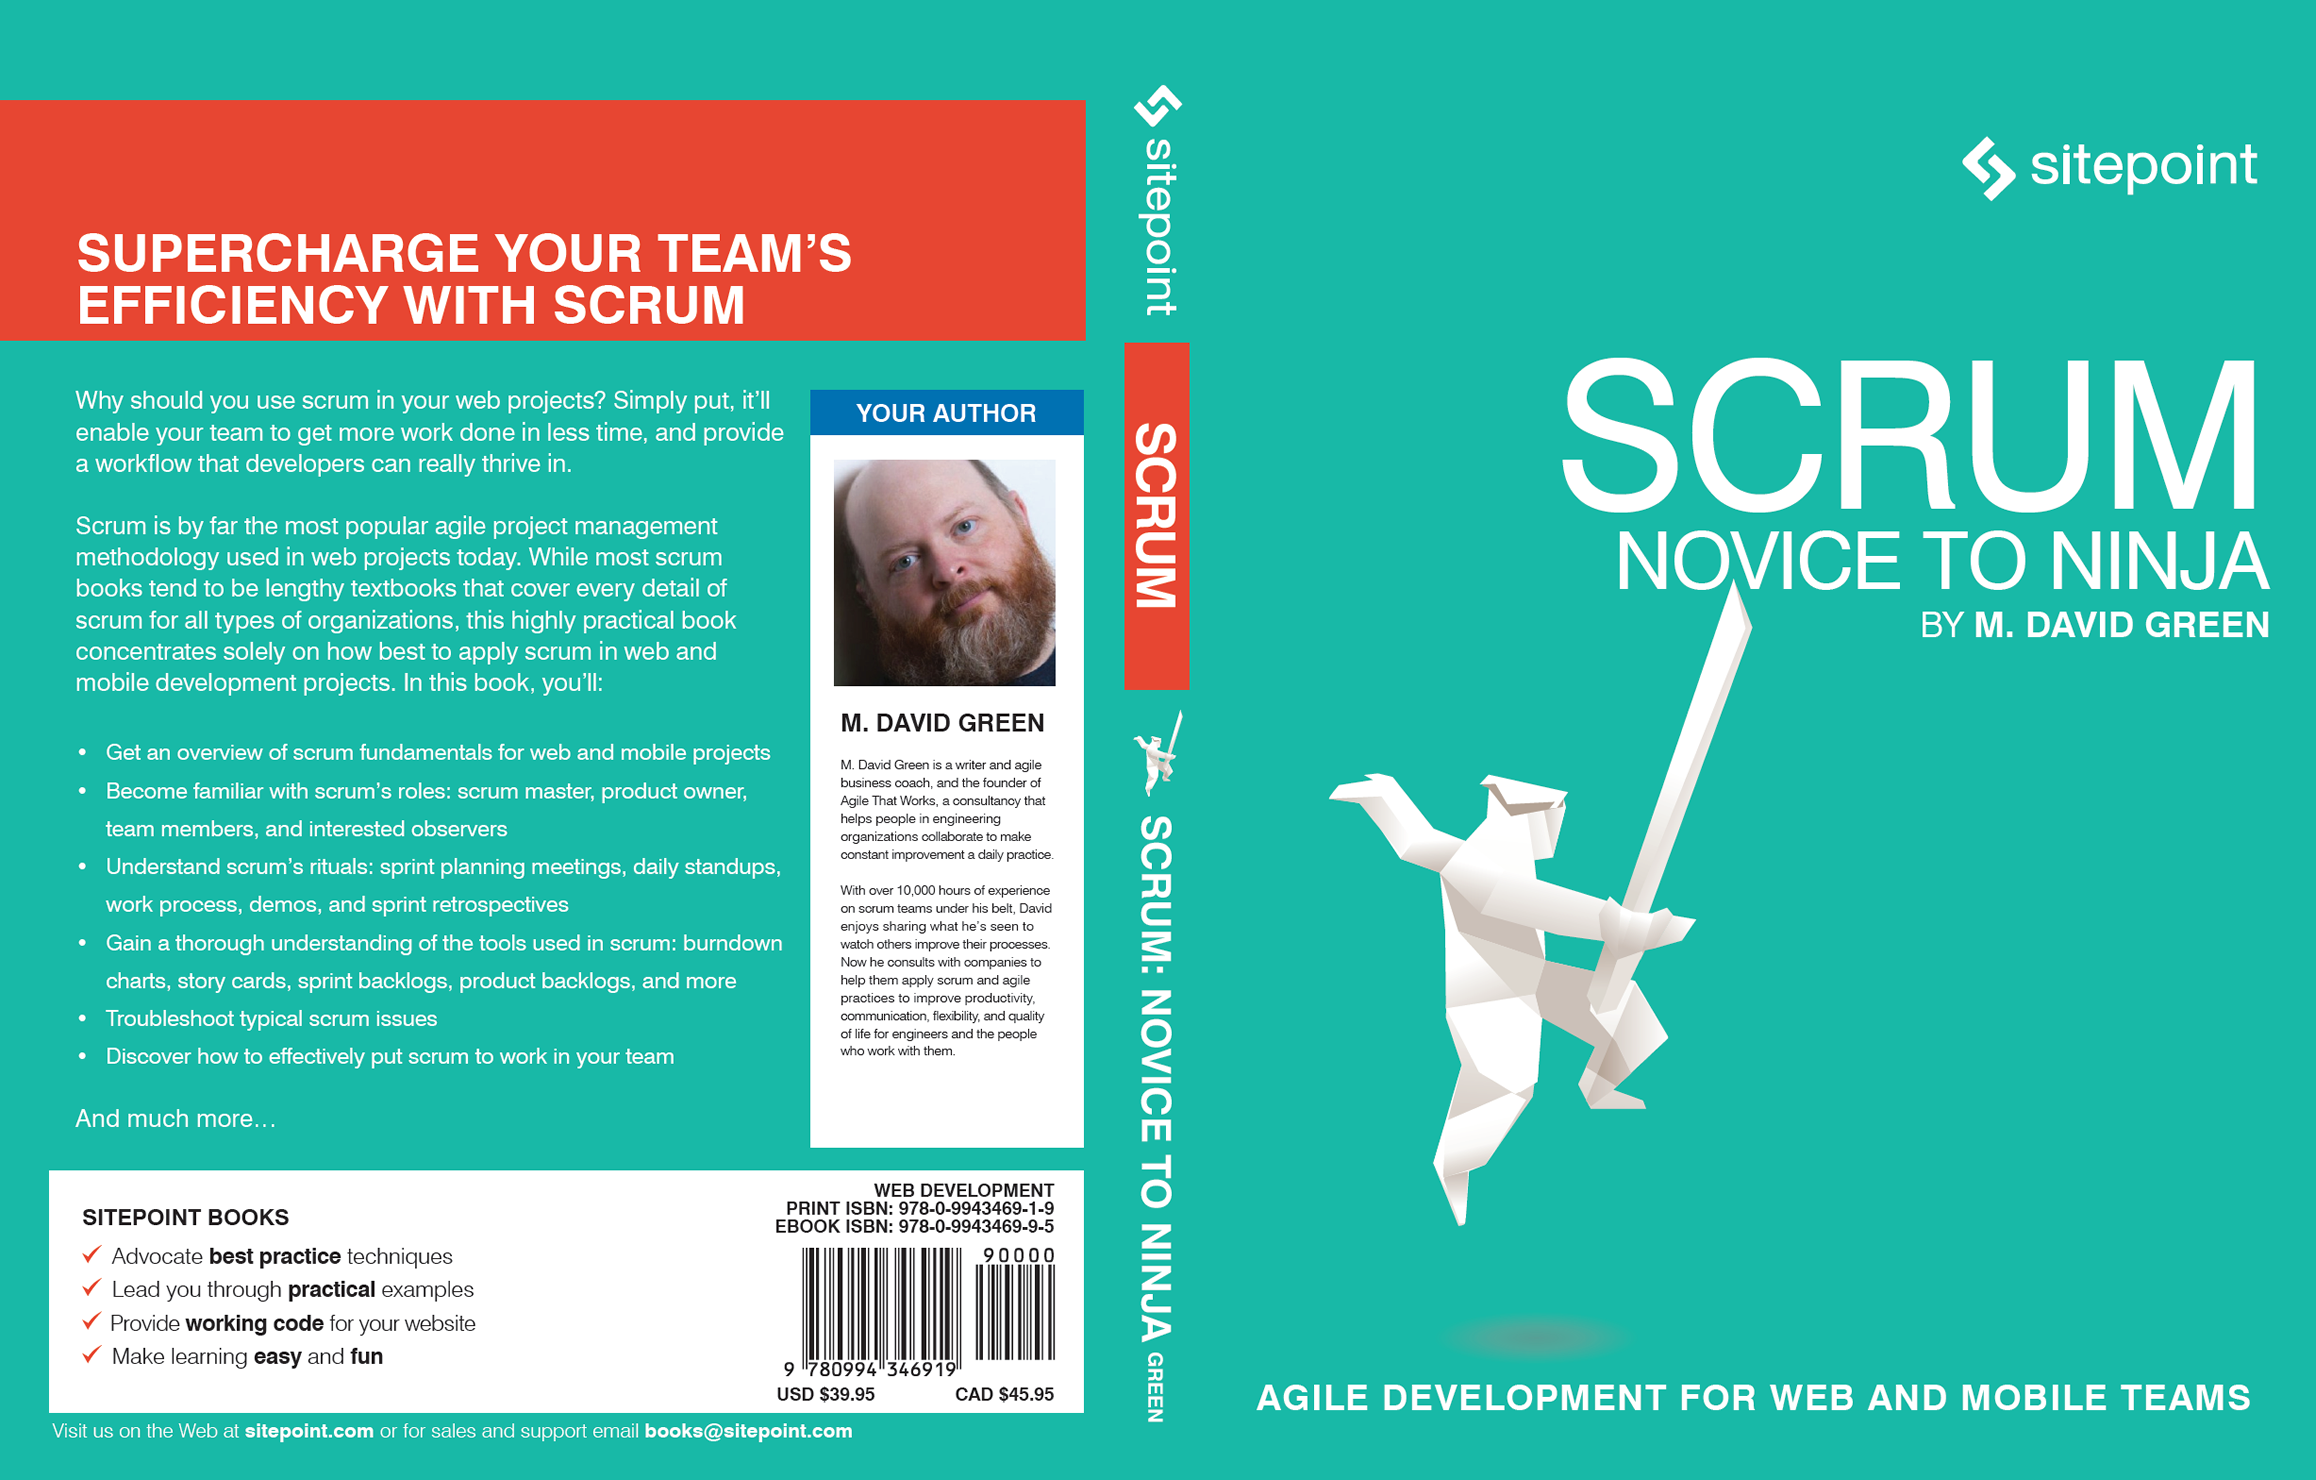 SUPERCHARGE YOUR TEAM’S
EFFICIENCY WITH SCRUM
Why should you use scrum in your web projects? Simply put, it’ll
enable your team to get more work done in less time, and provide
a workflow that developers can really thrive in.
Scrum is by far the most popular agile project management
methodology used in web projects today. While most scrum
books tend to be lengthy textbooks that cover every detail of
scrum for all types of organizations, this highly practical book
concentrates solely on how best to apply scrum in web and
mobile development projects. In this book, you’ll:
• Get an overview of scrum fundamentals for web and mobile projects
• Become familiar with scrum’s roles: scrum master, product owner,
team members, and interested observers
• Understand scrum’s rituals: sprint planning meetings, daily standups,
work process, demos, and sprint retrospectives
• Gain a thorough understanding of the tools used in scrum: burndown
charts, story cards, sprint backlogs, product backlogs, and more
• Troubleshoot typical scrum issues
• Discover how to effectively put scrum to work in your team
And much more…
YOUR AUTHOR
M. DAVID GREEN
M. David Green is a writer and agile
business coach, and the founder of
Agile That Works, a consultancy that
helps people in engineering
organizations collaborate to make
constant improvement a daily practice.
With over 10,000 hours of experience
on scrum teams under his belt, David
enjoys sharing what he’s seen to
watch others improve their processes.
Now he consults with companies to
help them apply scrum and agile
practices to improve productivity,
communication, flexibility, and quality
of life for engineers and the people
who work with them.
SITEPOINT BOOKS
Advocate best practice techniques
Lead you through practical examples
Provide working code for your website
Make learning easy and fun
WEB DEVELOPMENT
PRINT ISBN: 978-0-9943469-1-9
EBOOK ISBN: 978-0-9943469-9-5
90000
9 780994 346919
USD $39.95 CAD $45.95
Visit us on the Web at sitepoint.com or for sales and support email books@sitepoint.com
sitepoint
SCRUM
SCRUM: NOVICE TO NINJA GREEN
sitepoint
SCRUM
NOVICE TO NINJA
BY M. DAVID GREEN
AGILE DEVELOPMENT FOR WEB AND MOBILE TEAMS